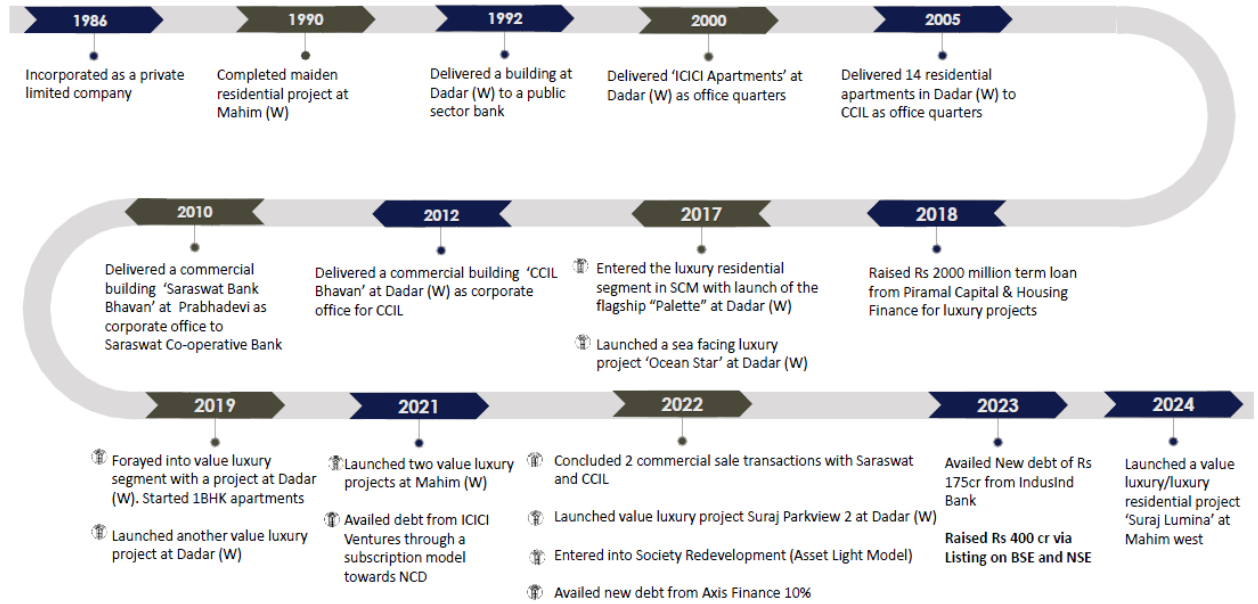 1986
Incorporated as a private
limited company
1990
Completed maiden
residential project at
Mahim (W)
1992
Delivered a building at
Dadar (W) to a public
sector bank
2000
Delivered ‘ICICI Apartments’ at
Dadar (W) as office quarters
2005
Delivered 14 residential
apartments in Dadar (W) to
CCIL as office quarters
2010
Delivered a commercial
building ‘Saraswat Bank
Bhavan’ at Prabhadevi as
corporate office to
Saraswat Co-operative Bank
2012
Delivered a commercial building ‘CCIL
Bhavan’ at Dadar (W) as corporate
office for CCIL
2017
Entered the luxury residential
segment in SCM with launch of the
flagship “Palette” at Dadar (W)
Launched a sea facing luxury
project ‘Ocean Star’ at Dadar (W)
2018
Raised Rs 2000 million term loan
from Piramal Capital & Housing
Finance for luxury projects
2019
Forayed into value luxury
segment with a project at Dadar
(W). Started 1BHK apartments
Launched another value luxury
project at Dadar (W)
2021
Launched two value luxury
projects at Mahim (W)
Availed debt from ICICI
Ventures through a
subscription model
towards NCD
2022
Concluded 2 commercial sale transactions with Saraswat
and CCIL
Launched value luxury project Suraj Parkview 2 at Dadar (W)
Entered into Society Redevelopment (Asset Light Model)
Availed new debt from Axis Finance 10%
2023
Availed New debt of Rs
175cr from IndusInd
Bank
Raised Rs 400 cr via
Listing on BSE and NSE
2024
Launched a value
luxury/luxury
residential project
‘Suraj Lumina’ at
Mahim west